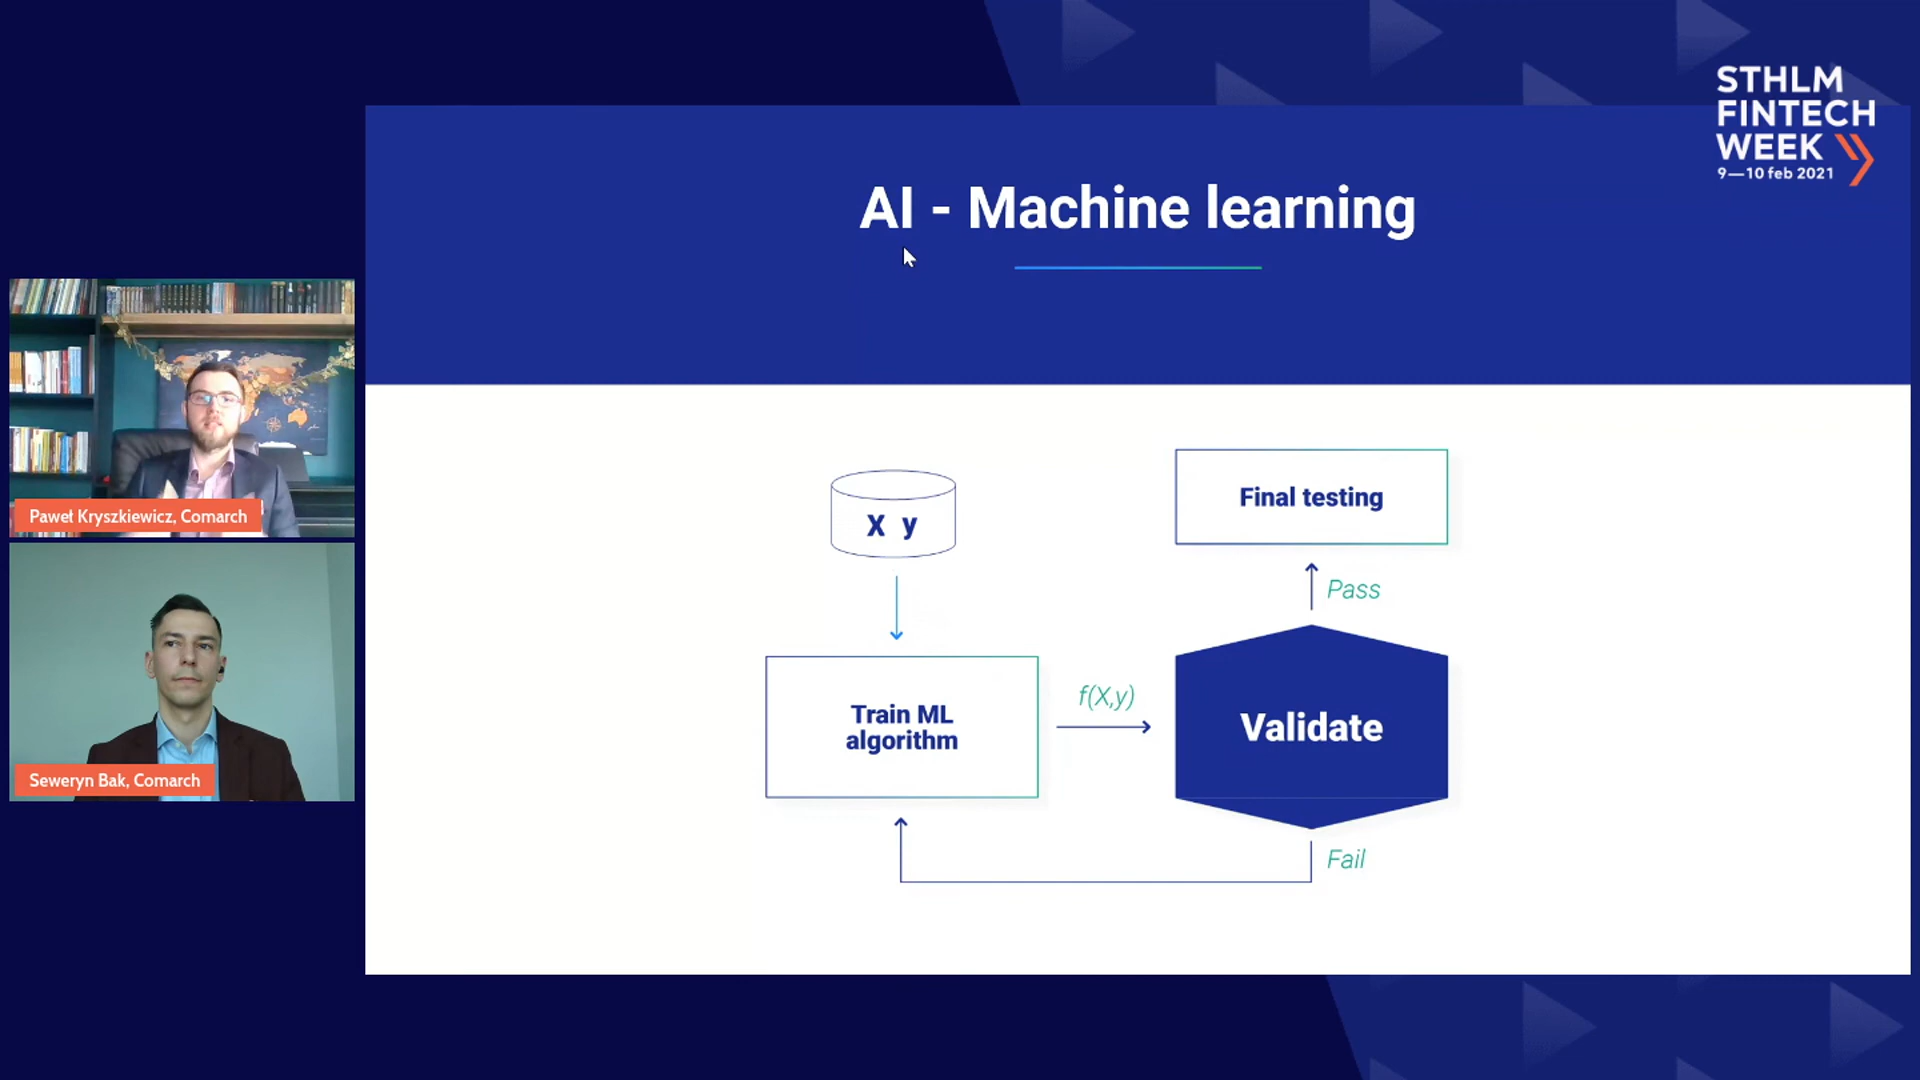 STHLM
FINTECH
WEEK
9—10 feb 2021
AI - Machine learning
Paweł Kryszkiewicz, Comarch
Seweryn Bak, Comarch
X y
Train ML
algorithm
f(X,y)
Final testing
Pass
Validate
Fail